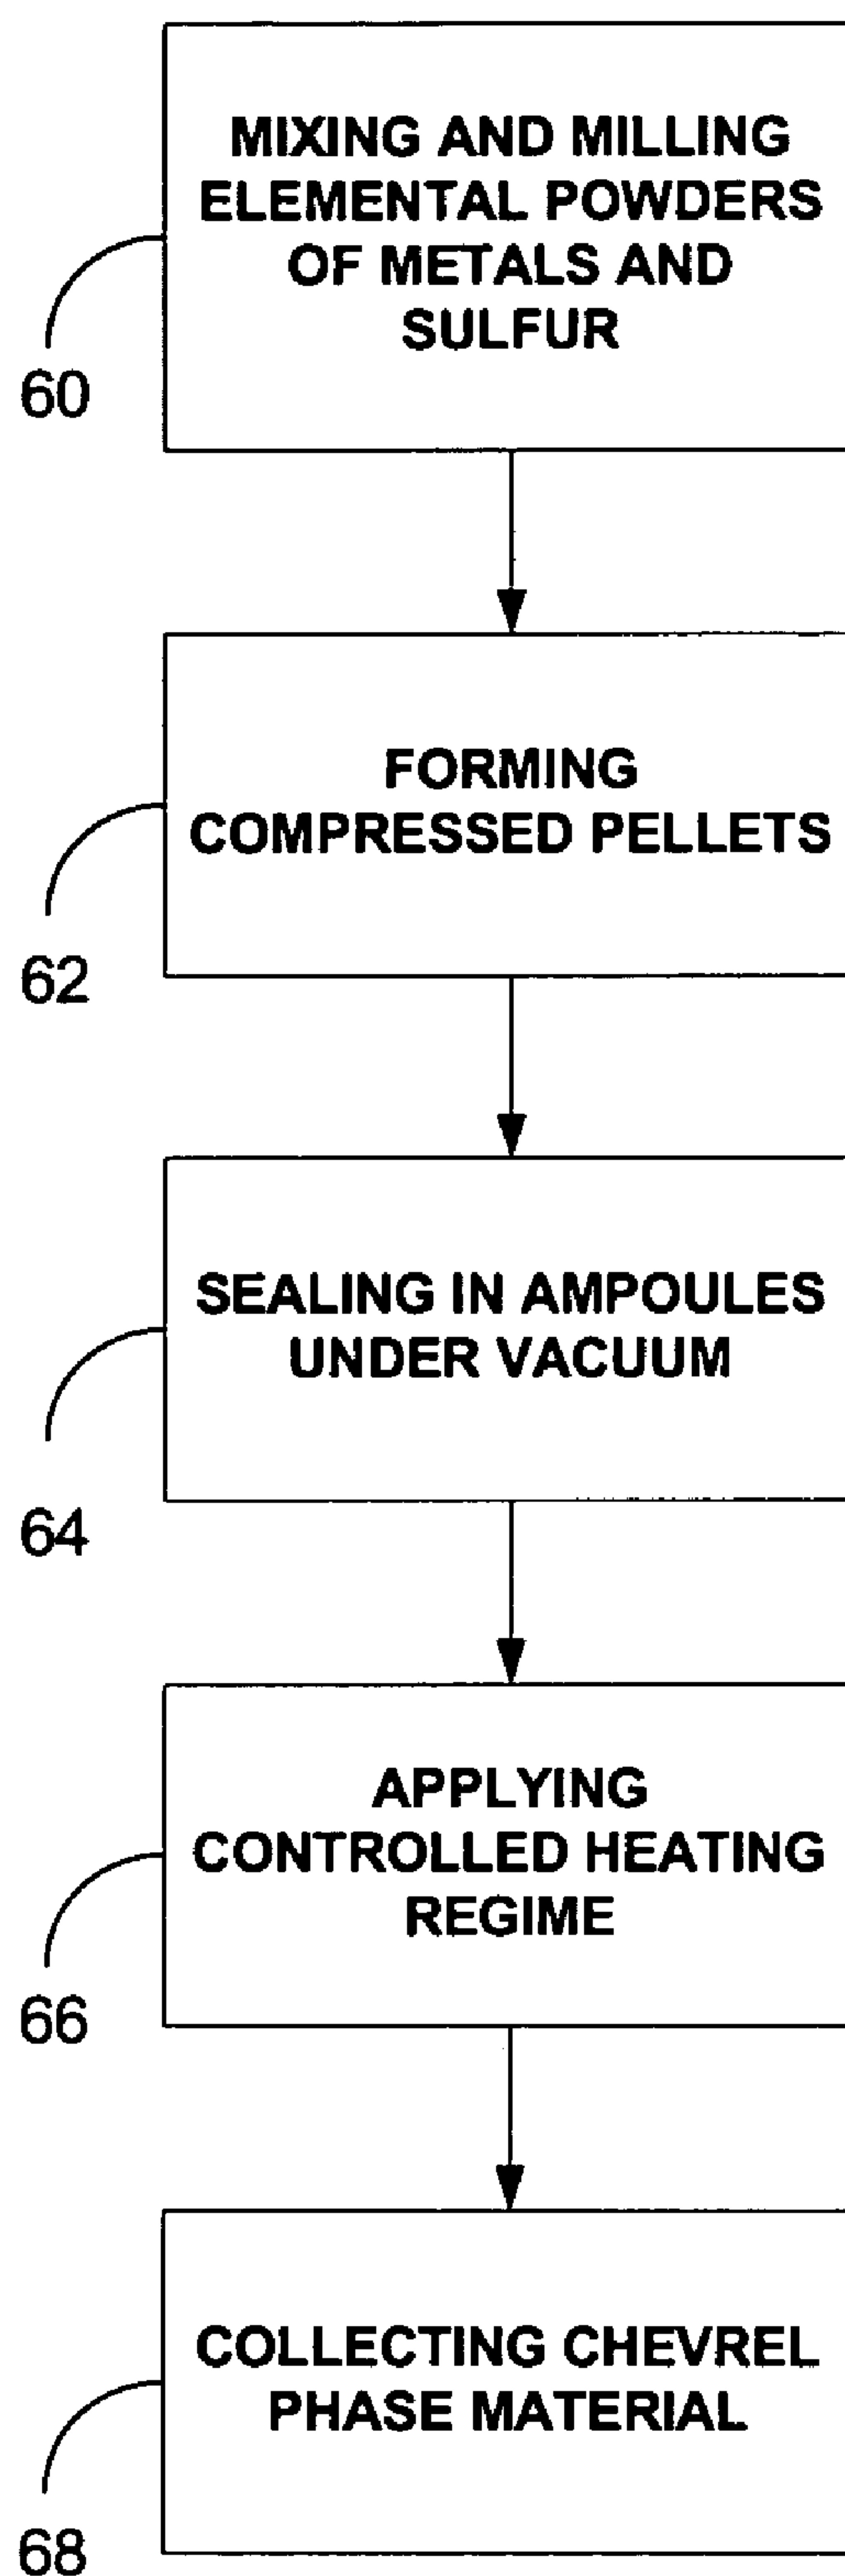 MIXING AND MILLING
ELEMENTAL POWDERS
OF METALS AND
SULFUR
60
FORMING
COMPRESSED PELLETS
62
SEALING IN AMPOULES
UNDER VACUUM
64
APPLYING
CONTROLLED HEATING
REGIME
66
COLLECTING CHEVREL
PHASE MATERIAL
68